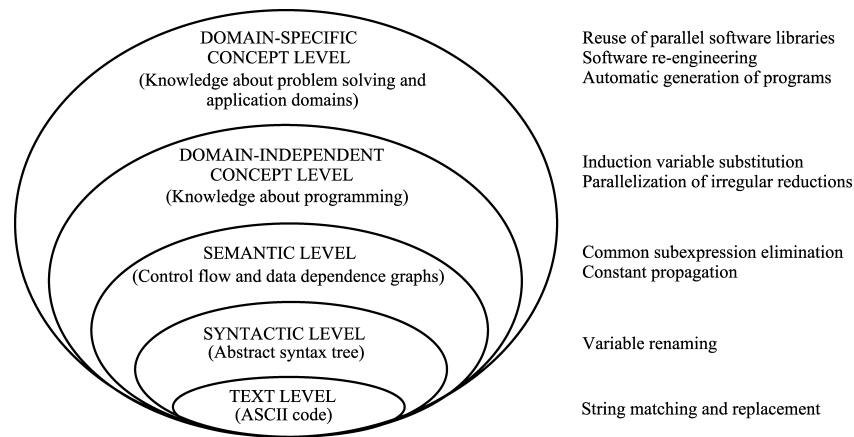 DOMAIN-SPECIFIC
CONCEPT LEVEL
(Knowledge about problem solving and
application domains)
Reuse of parallel software libraries
Software re-engineering
Automatic generation of programs
DOMAIN-INDEPENDENT
CONCEPT LEVEL
(Knowledge about programming)
Induction variable substitution
Parallelization of irregular reductions
SEMANTIC LEVEL
(Control flow and data dependence graphs)
Common subexpression elimination
Constant propagation
SYNTACTIC LEVEL
(Abstract syntax tree)
Variable renaming
TEXT LEVEL
(ASCII code)
String matching and replacement